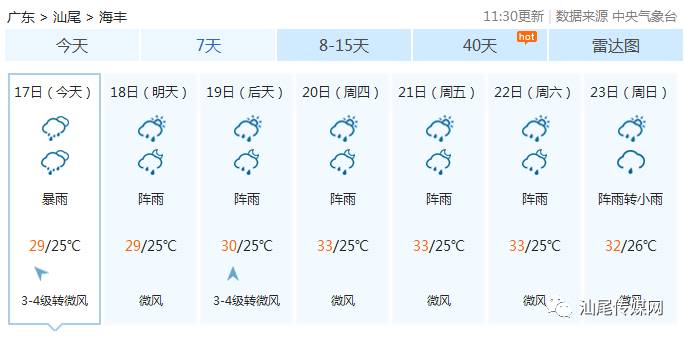 广东 > 汕尾 > 海丰
11:30更新 | 数据来源 中央气象台
今天 7天 8-15天 40天 hot 雷达图
17日（今天） 18日（明天） 19日（后天） 20日（周四） 21日（周五） 22日（周六） 23日（周日）
暴雨 阵雨 阵雨 阵雨 阵雨 阵雨 阵雨转小雨
29/25℃ 29/25℃ 30/25℃ 33/25℃ 33/25℃ 33/25℃ 32/26℃
3-4级转微风 微风 3-4级转微风 微风 微风 微风 微风
汕尾传媒网